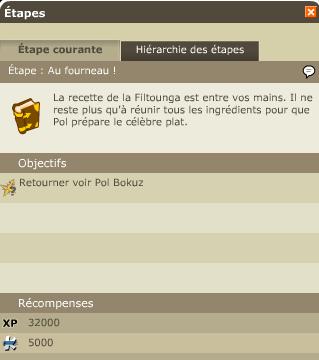 Étapes
Étape courante
Hiérarchie des étapes
Étape : Au fourneau !
La recette de la Filtounga est entre vos mains. Il ne
reste plus qu'à réunir tous les ingrédients pour que
Pol prépare le célèbre plat.
Objectifs
Retourner voir Pol Bokuz
Récompenses
XP 32000
5000